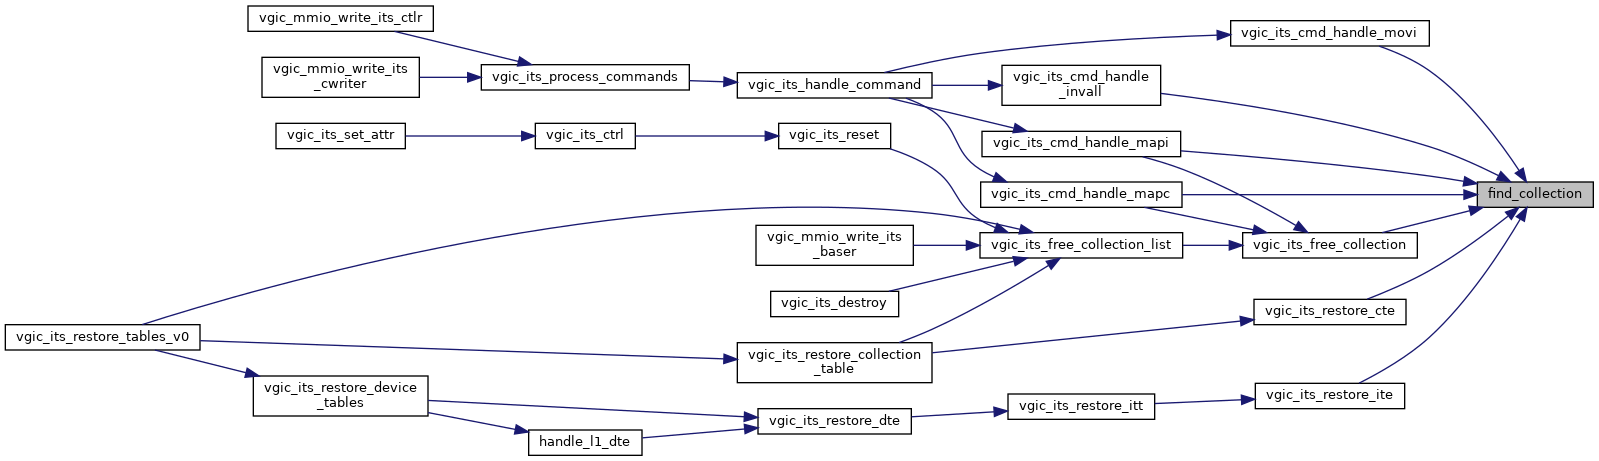 vgic_mmio_write_its_ctlr
vgic_mmio_write_its
_cwriter
vgic_its_process_commands
vgic_its_handle_command
vgic_its_cmd_handle_movi
vgic_its_cmd_handle
_invall
vgic_its_set_attr
vgic_its_ctrl
vgic_its_reset
vgic_its_cmd_handle_mapi
vgic_its_cmd_handle_mapc
find_collection
vgic_mmio_write_its
_baser
vgic_its_free_collection_list
vgic_its_free_collection
vgic_its_destroy
vgic_its_restore_cte
vgic_its_restore_tables_v0
vgic_its_restore_collection
_table
vgic_its_restore_device
_tables
vgic_its_restore_ite
vgic_its_restore_itt
vgic_its_restore_dte
handle_l1_dte